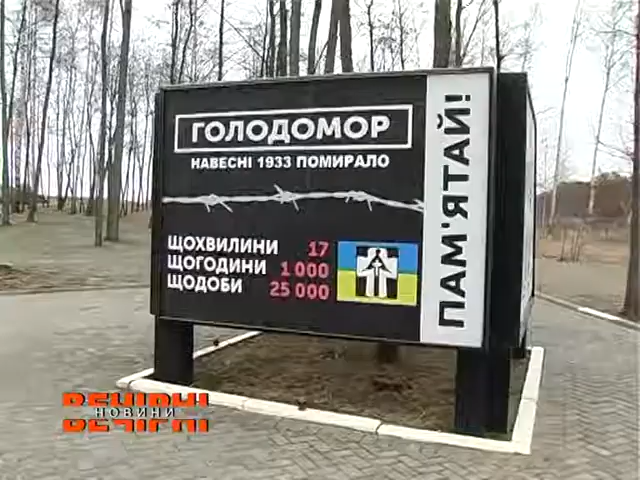 ГОЛОДОМОР
НАВЕСНІ 1933 ПОМИРАЛО
ЩОХВИЛИНИ 17
ЩОГОДИНИ 1 000
ЩОДОБИ 25 000
ПАМ'ЯТАЙ!
ВЕЧІРНІ
НОВИНИ